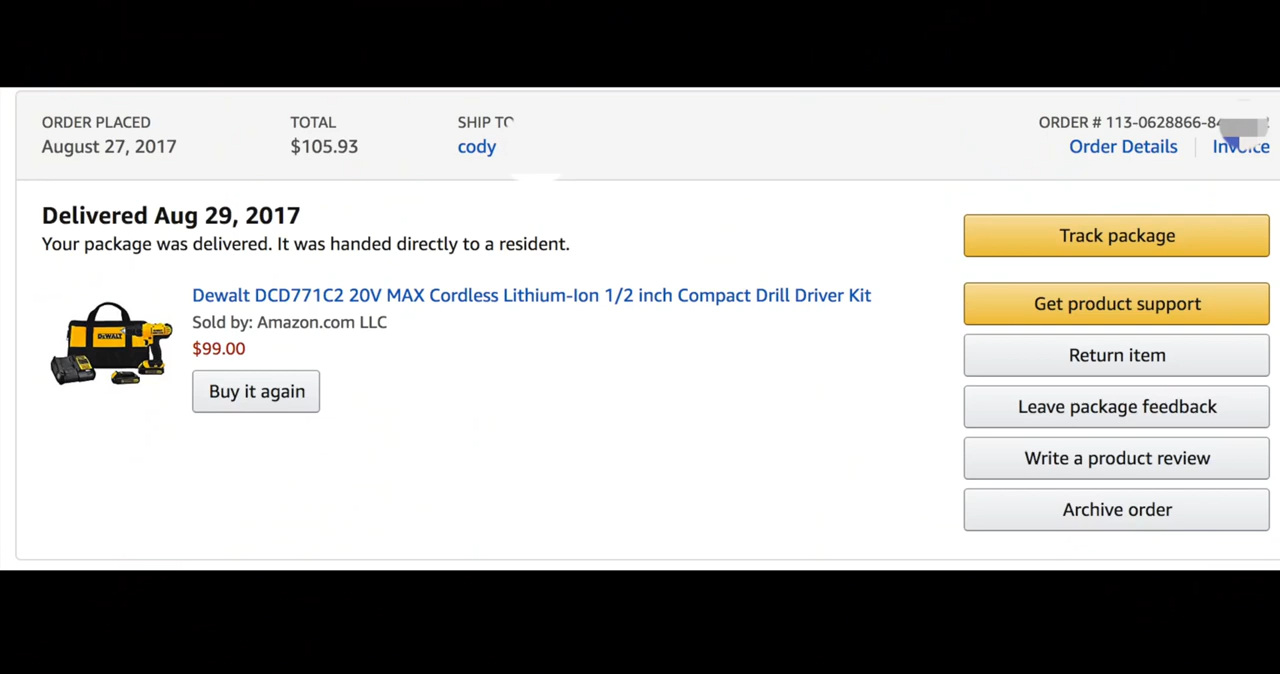 ORDER PLACED
August 27, 2017
TOTAL
$105.93
SHIP TO
cody
ORDER # 113-0628866-8
Order Details
Invoice
Delivered Aug 29, 2017
Your package was delivered. It was handed directly to a resident.
Dewalt DCD771C2 20V MAX Cordless Lithium-Ion 1/2 inch Compact Drill Driver Kit
Sold by: Amazon.com LLC
$99.00
Buy it again
DEWALT
Track package
Get product support
Return item
Leave package feedback
Write a product review
Archive order